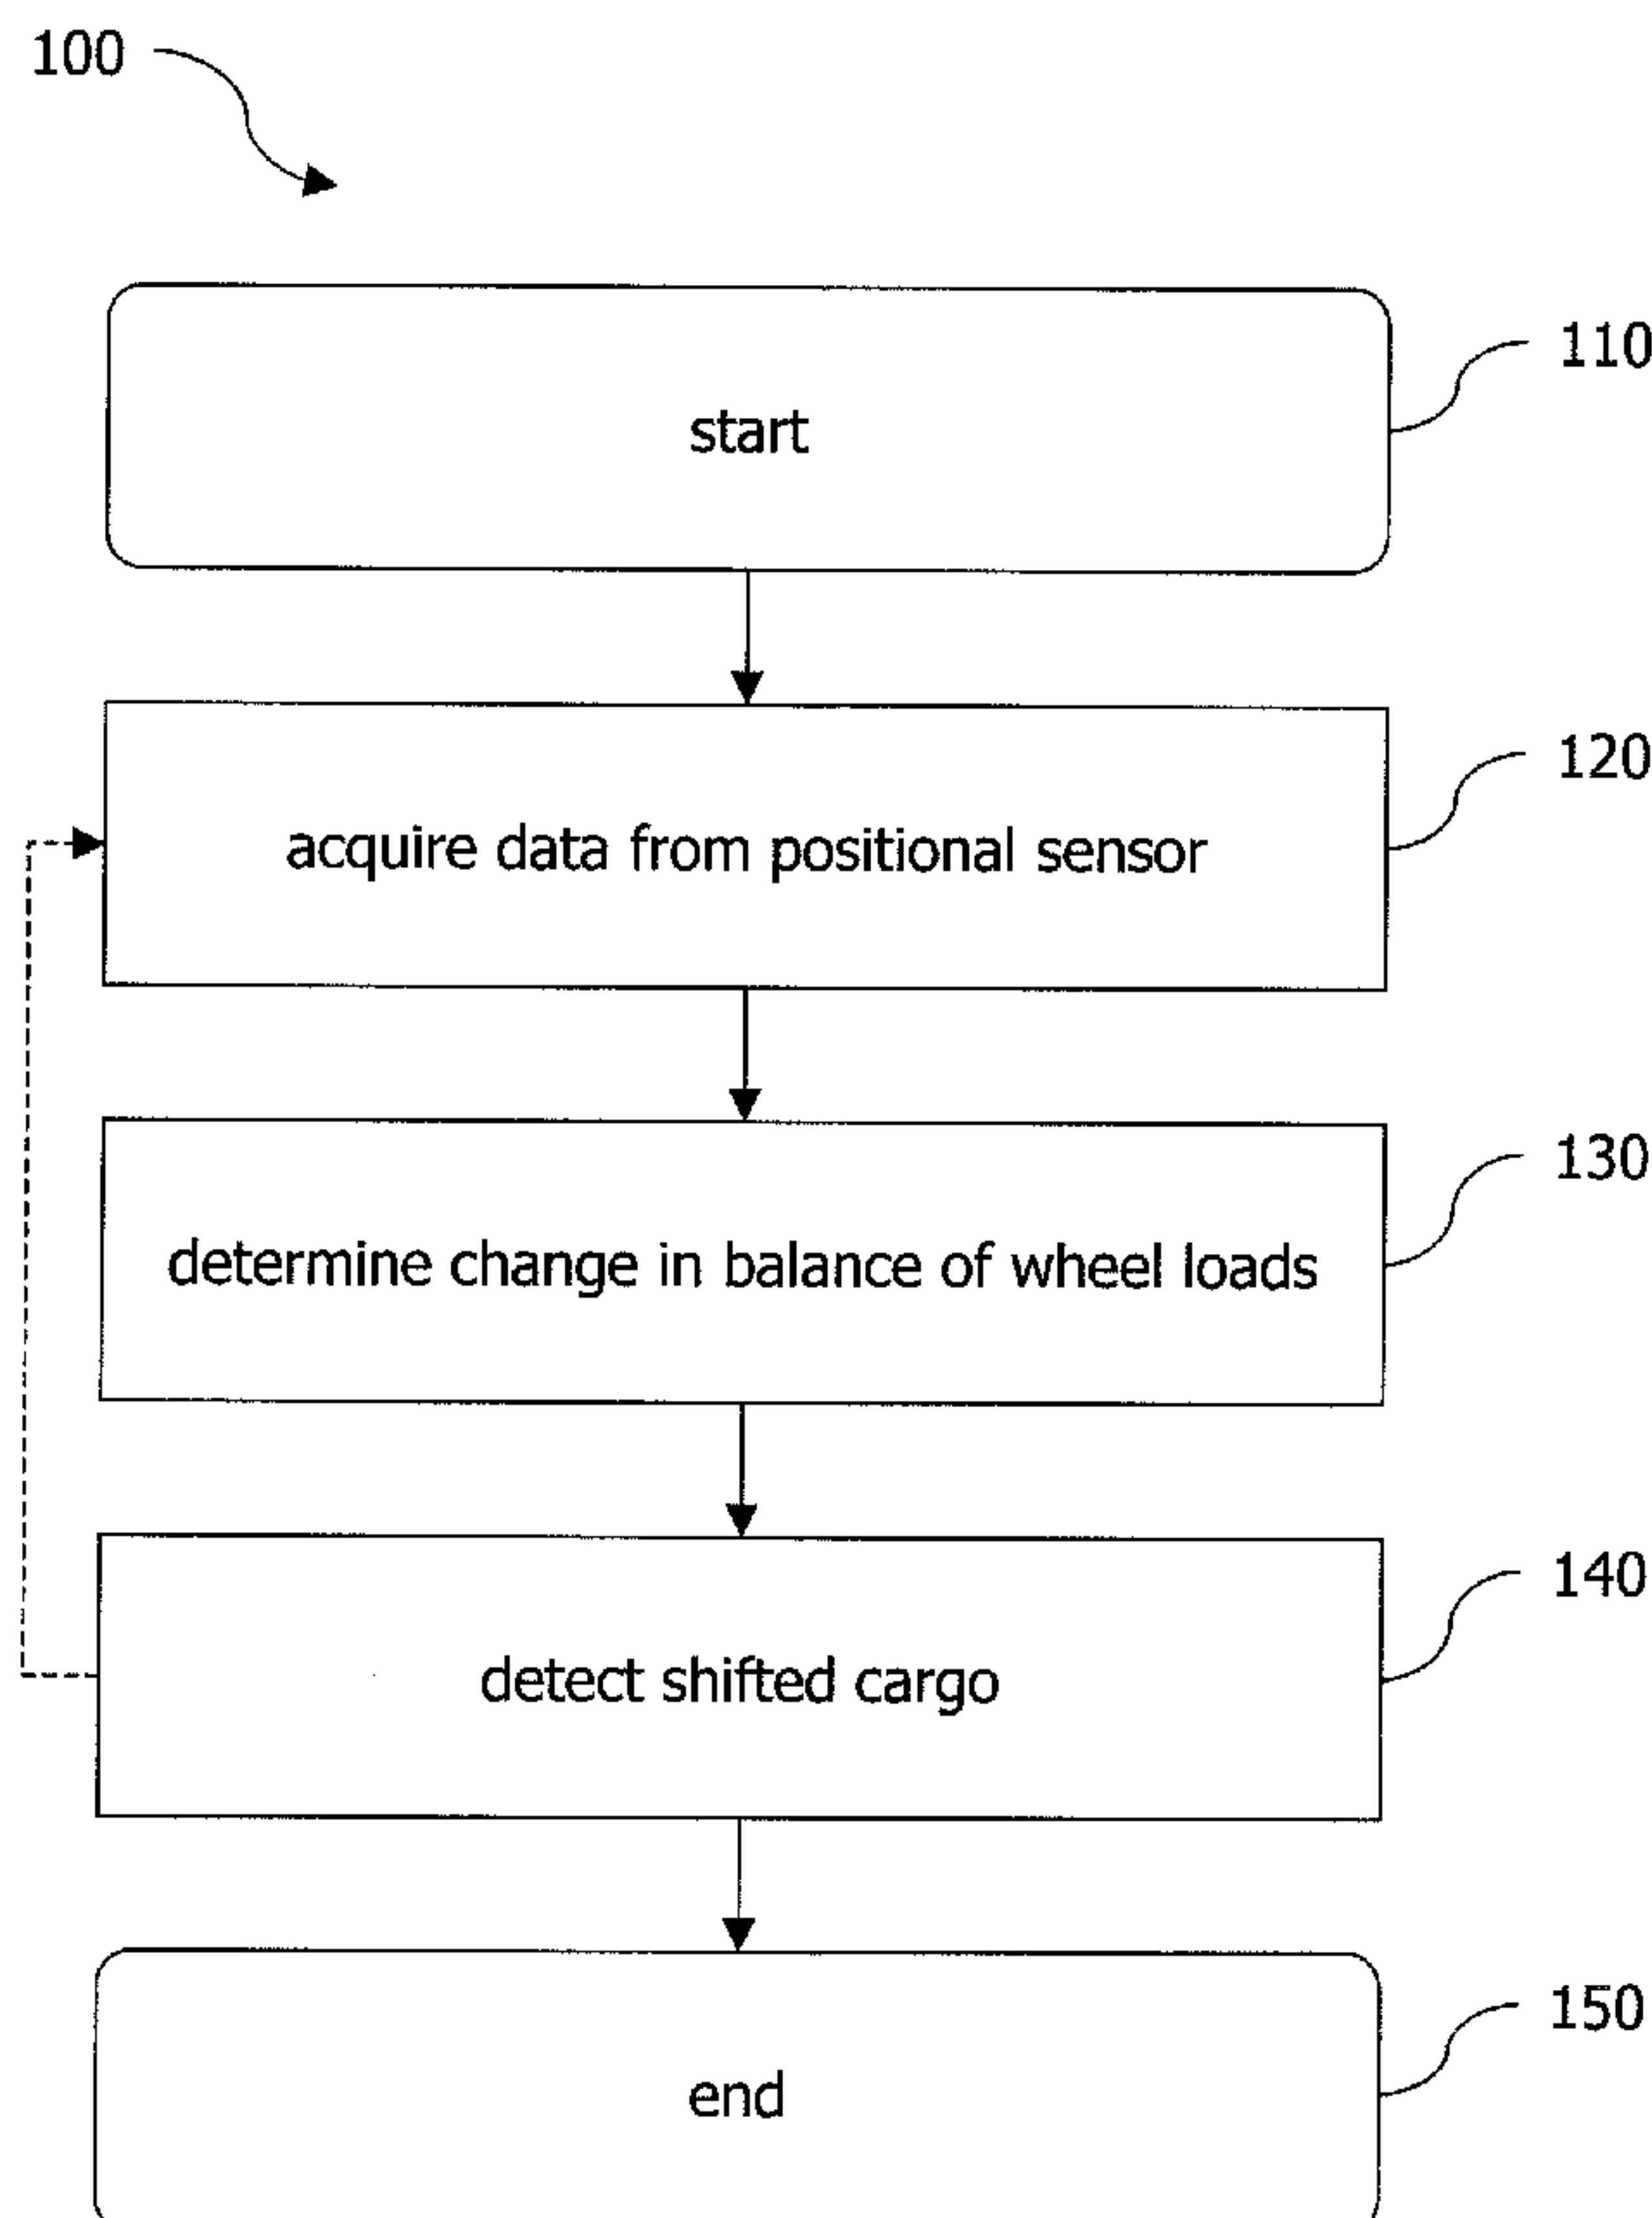 100
start
110
acquire data from positional sensor
120
determine change in balance of wheel loads
130
detect shifted cargo
140
end
150